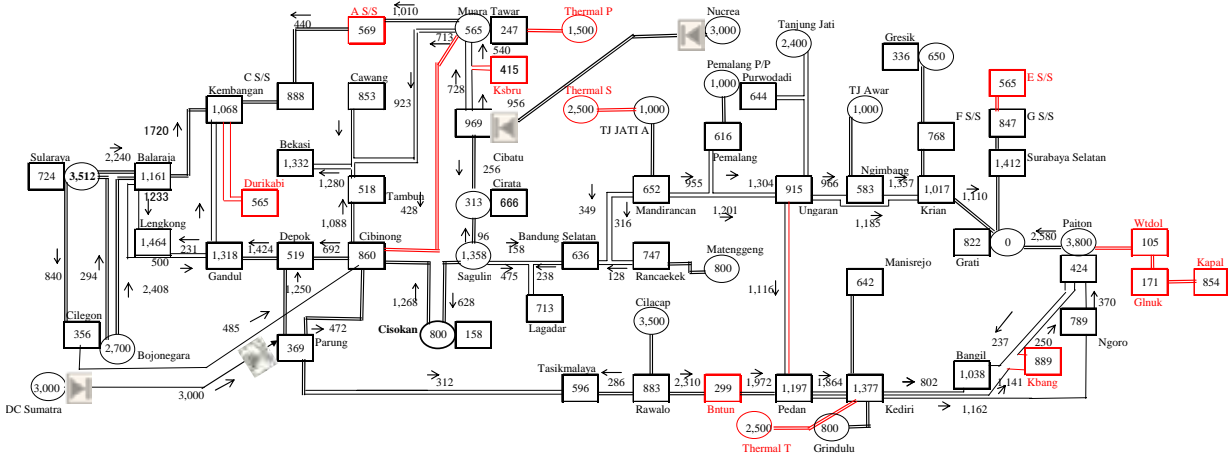 A S/S
569
440
1,010
Muara Tawar
565
247
Thermal P
1,500
713
540
415
Ksbru
728
956
Nucrea
3,000
Tanjung Jati
2,400
Gresik
336
650
E S/S
565
C S/S
888
Kembangan
1,068
Cawang
853
923
969
Cibatu
256
Thermal S
2,500
1,000
TJ JATI A
Pemalang P/P
1,000
Purwodadi
644
616
Pemalang
TJ Awar
1,000
F S/S
768
847
G S/S
1,412
Surabaya Selatan
1720
Sularaya
724
3,512
2,240
Balaraja
1,161
1233
Bekasi
1,332
1,280
518
Tambun
Durikabi
565
428
Cirata
313
666
652
Mandirancan
955
1,304
1,201
915
Ungaran
966
Ngimbang
583
1,357
1,185
1,017
Krian
1,110
Lengkong
1,464
231
500
1,318
Gandul
1,424
Depok
519
692
Cibinong
860
1,088
96
1,358
Sagulin
158
475
238
Bandung Selatan
636
349
316
128
747
Rancaekek
Matenggeng
800
822
Grati
0
2,580
Paiton
3,800
424
Wtdol
105
Kapal
854
171
Glnuk
840
294
2,408
1,250
1,268
628
713
Lagadar
1,116
Manisrejo
642
370
789
Ngoro
Cilegon
356
2,700
Bojonegara
485
472
369
Parung
Cisokan
800
158
Cilacap
3,500
237
250
889
Kbang
Bangil
1,038
1,141
3,000
DC Sumatra
3,000
312
Tasikmalaya
596
286
883
Rawalo
2,310
299
Bntun
1,972
1,197
Pedan
1,864
1,377
Kediri
802
1,162
2,500
Thermal T
800
Grindulu